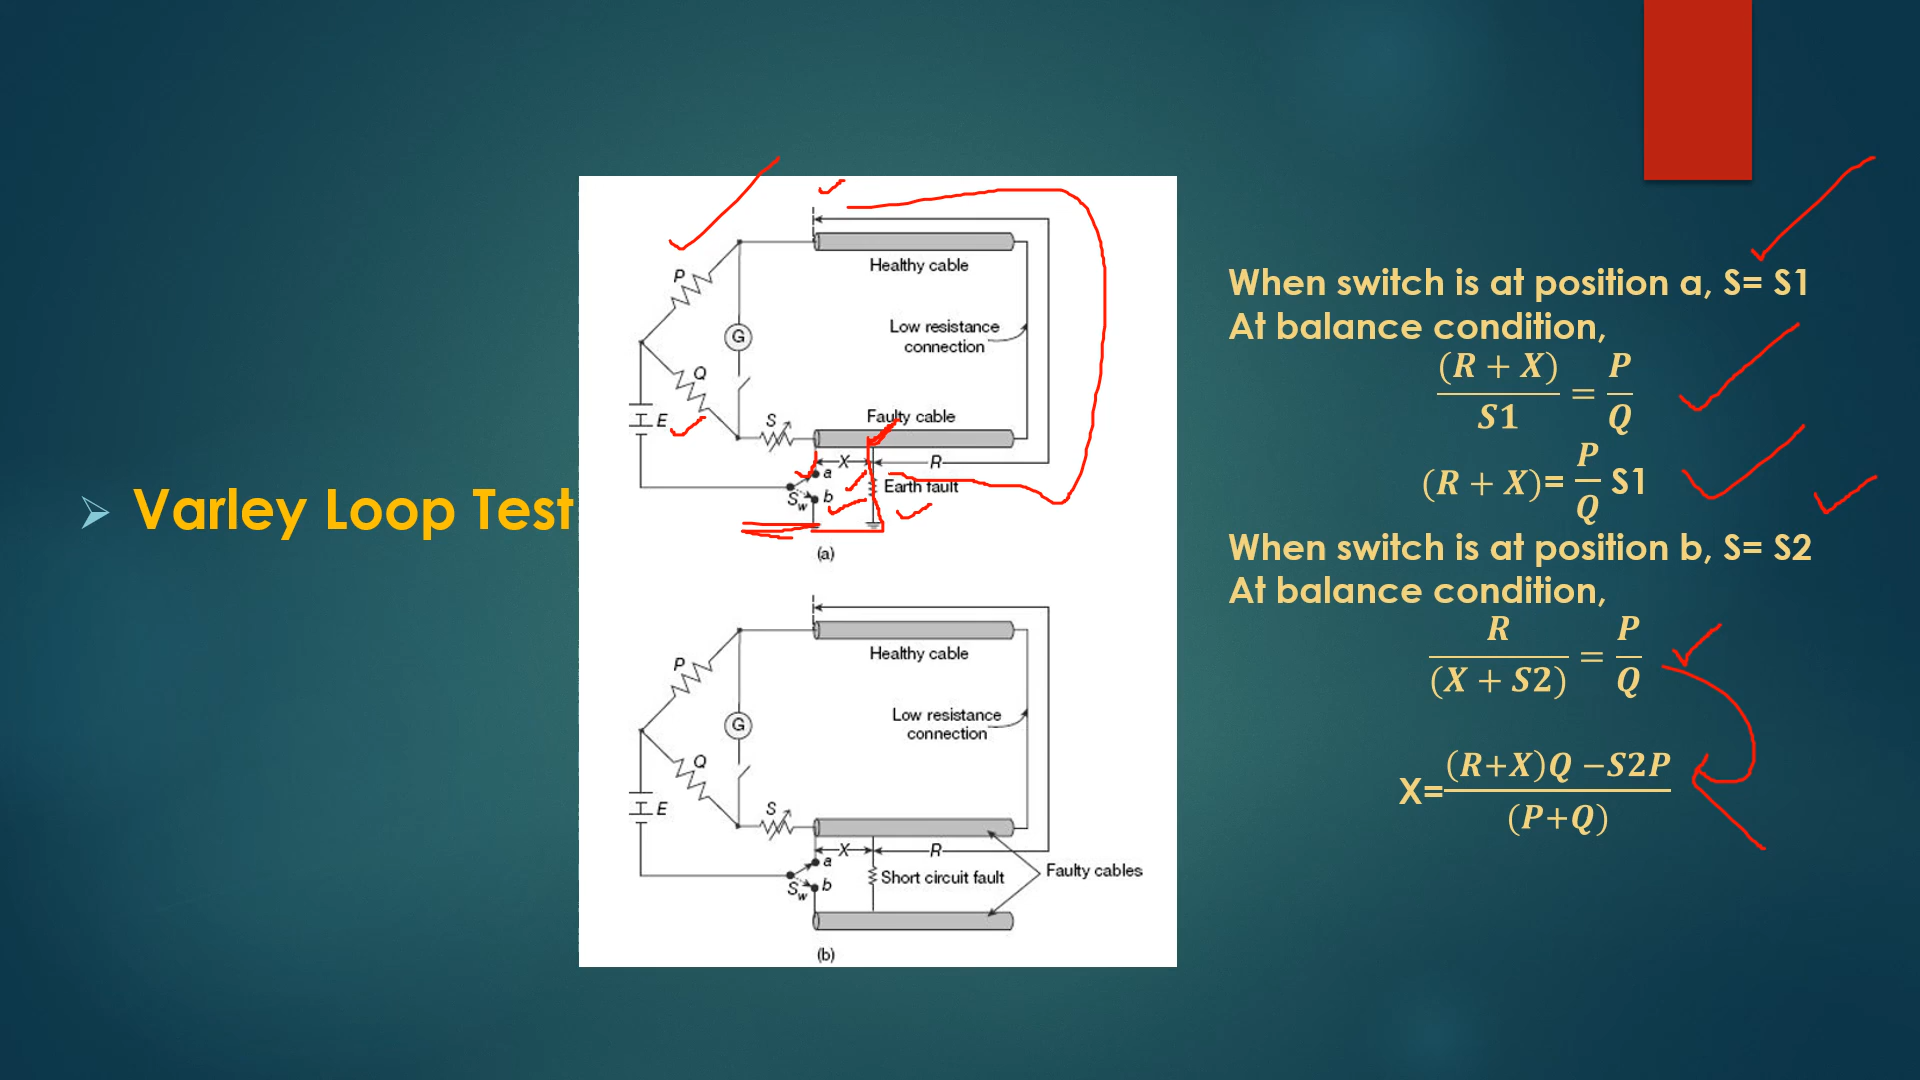 Varley Loop Test
Healthy cable
P
G
Low resistance
connection
Q
E
S
Faulty cable
X
R
a
Earth fault
b
Sw
(a)
Healthy cable
P
G
Low resistance
connection
Q
E
S
X
R
a
Short circuit fault
Faulty cables
b
Sw
(b)
When switch is at position a, S= S1
At balance condition,
(R + X) / S1 = P / Q
(R + X)= P / Q S1
When switch is at position b, S= S2
At balance condition,
R / (X + S2) = P / Q
X= (R+X)Q −S2P / (P+Q)